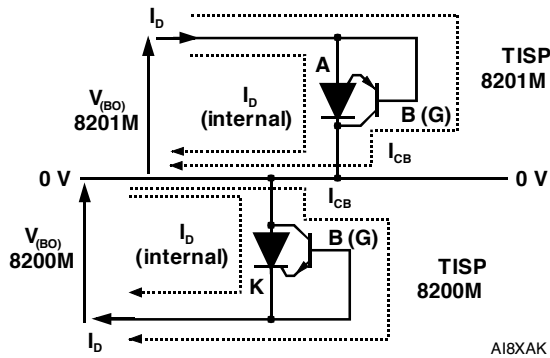 I_D
TISP
8201M
A
V_(BO)
8201M
I_D
(internal)
B (G)
I_CB
0 V
0 V
I_CB
V_(BO)
8200M
I_D
(internal)
B (G)
TISP
8200M
K
I_D
AI8XAK